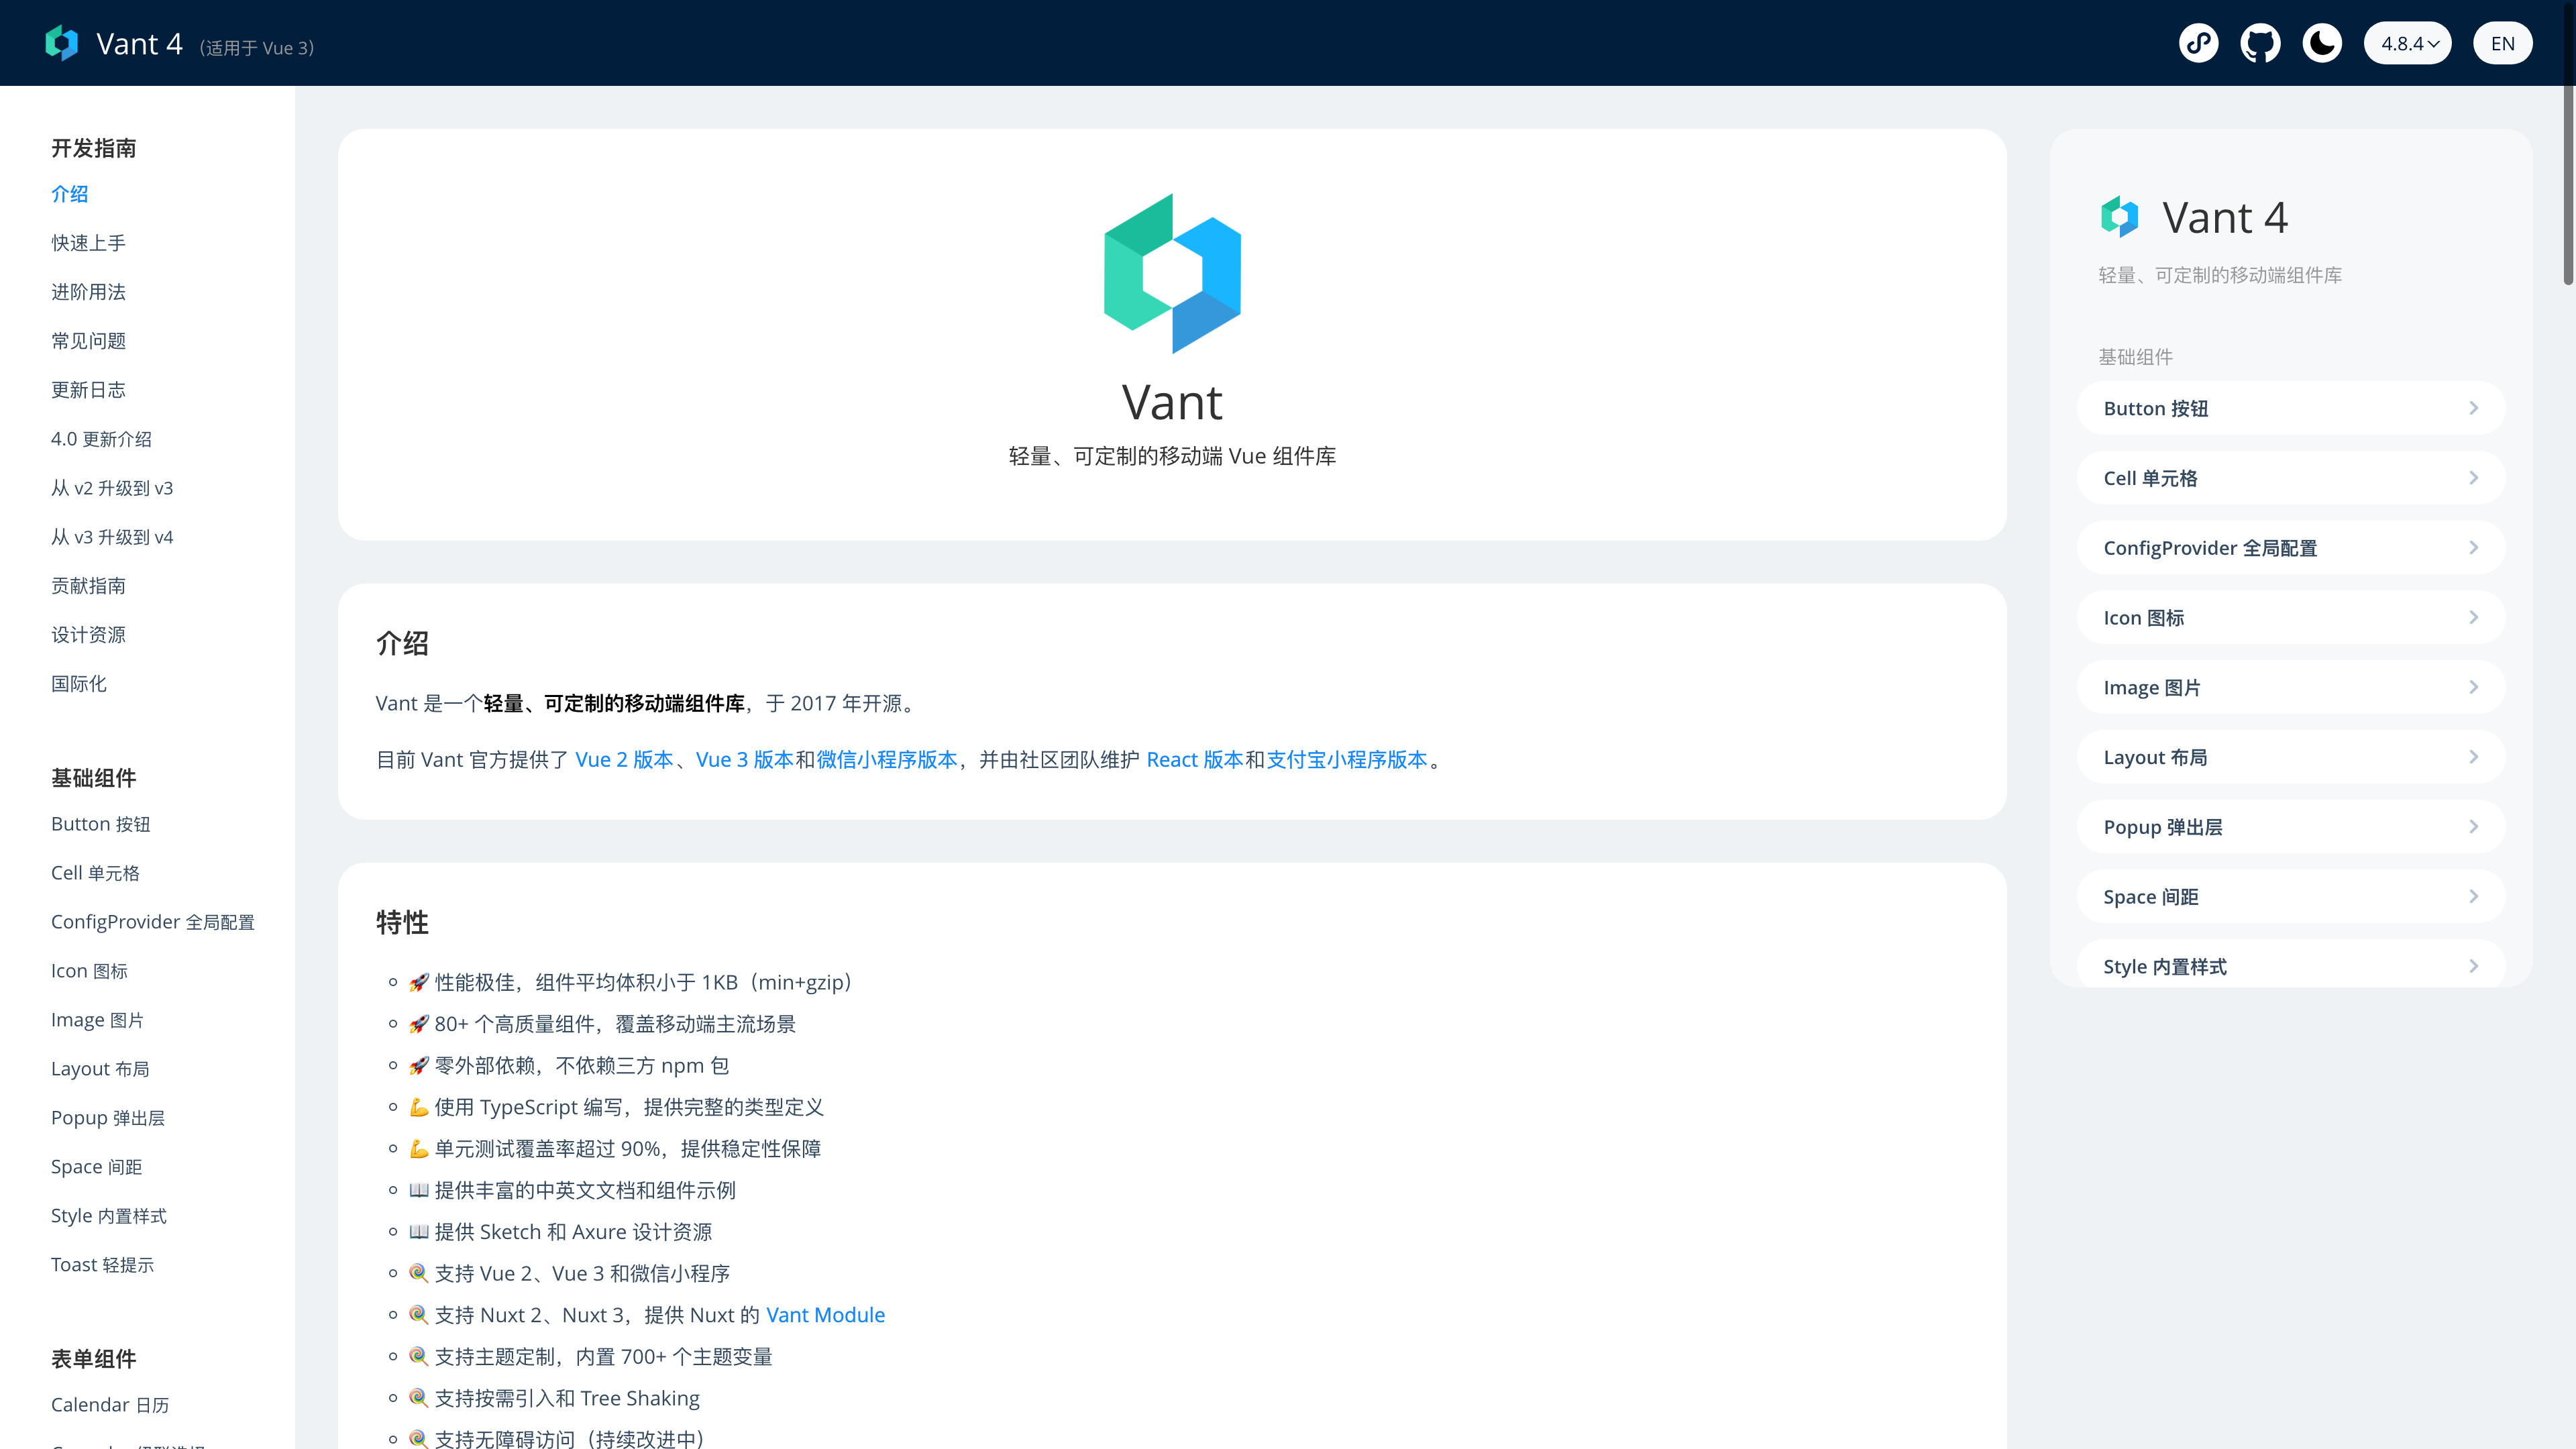 Vant 4 （适用于 Vue 3）
4.8.4
EN
开发指南
介绍
快速上手
进阶用法
常见问题
更新日志
4.0 更新介绍
从 v2 升级到 v3
从 v3 升级到 v4
贡献指南
设计资源
国际化
基础组件
Button 按钮
Cell 单元格
ConfigProvider 全局配置
Icon 图标
Image 图片
Layout 布局
Popup 弹出层
Space 间距
Style 内置样式
Toast 轻提示
表单组件
Calendar 日历
Vant
轻量、可定制的移动端 Vue 组件库
介绍
Vant 是一个轻量、可定制的移动端组件库，于 2017 年开源。
目前 Vant 官方提供了 Vue 2 版本、Vue 3 版本和微信小程序版本，并由社区团队维护 React 版本和支付宝小程序版本。
特性
🚀 性能极佳，组件平均体积小于 1KB（min+gzip）
🚀 80+ 个高质量组件，覆盖移动端主流场景
🚀 零外部依赖，不依赖三方 npm 包
💪 使用 TypeScript 编写，提供完整的类型定义
💪 单元测试覆盖率超过 90%，提供稳定性保障
📖 提供丰富的中英文文档和组件示例
📖 提供 Sketch 和 Axure 设计资源
🍭 支持 Vue 2、Vue 3 和微信小程序
🍭 支持 Nuxt 2、Nuxt 3，提供 Nuxt 的 Vant Module
🍭 支持主题定制，内置 700+ 个主题变量
🍭 支持按需引入和 Tree Shaking
🍭 支持无障碍访问（持续改进中）
Vant 4
轻量、可定制的移动端组件库
基础组件
Button 按钮
Cell 单元格
ConfigProvider 全局配置
Icon 图标
Image 图片
Layout 布局
Popup 弹出层
Space 间距
Style 内置样式